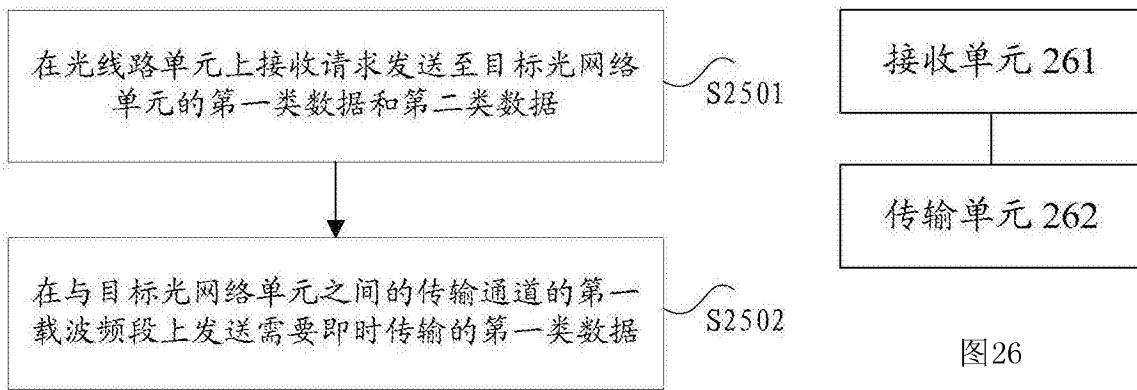 在光线路单元上接收请求发送至目标光网络
单元的第一类数据和第二类数据
S2501
在与目标光网络单元之间的传输通道的第一
载波频段上发送需要即时传输的第一类数据
S2502
接收单元 261
传输单元 262
图26